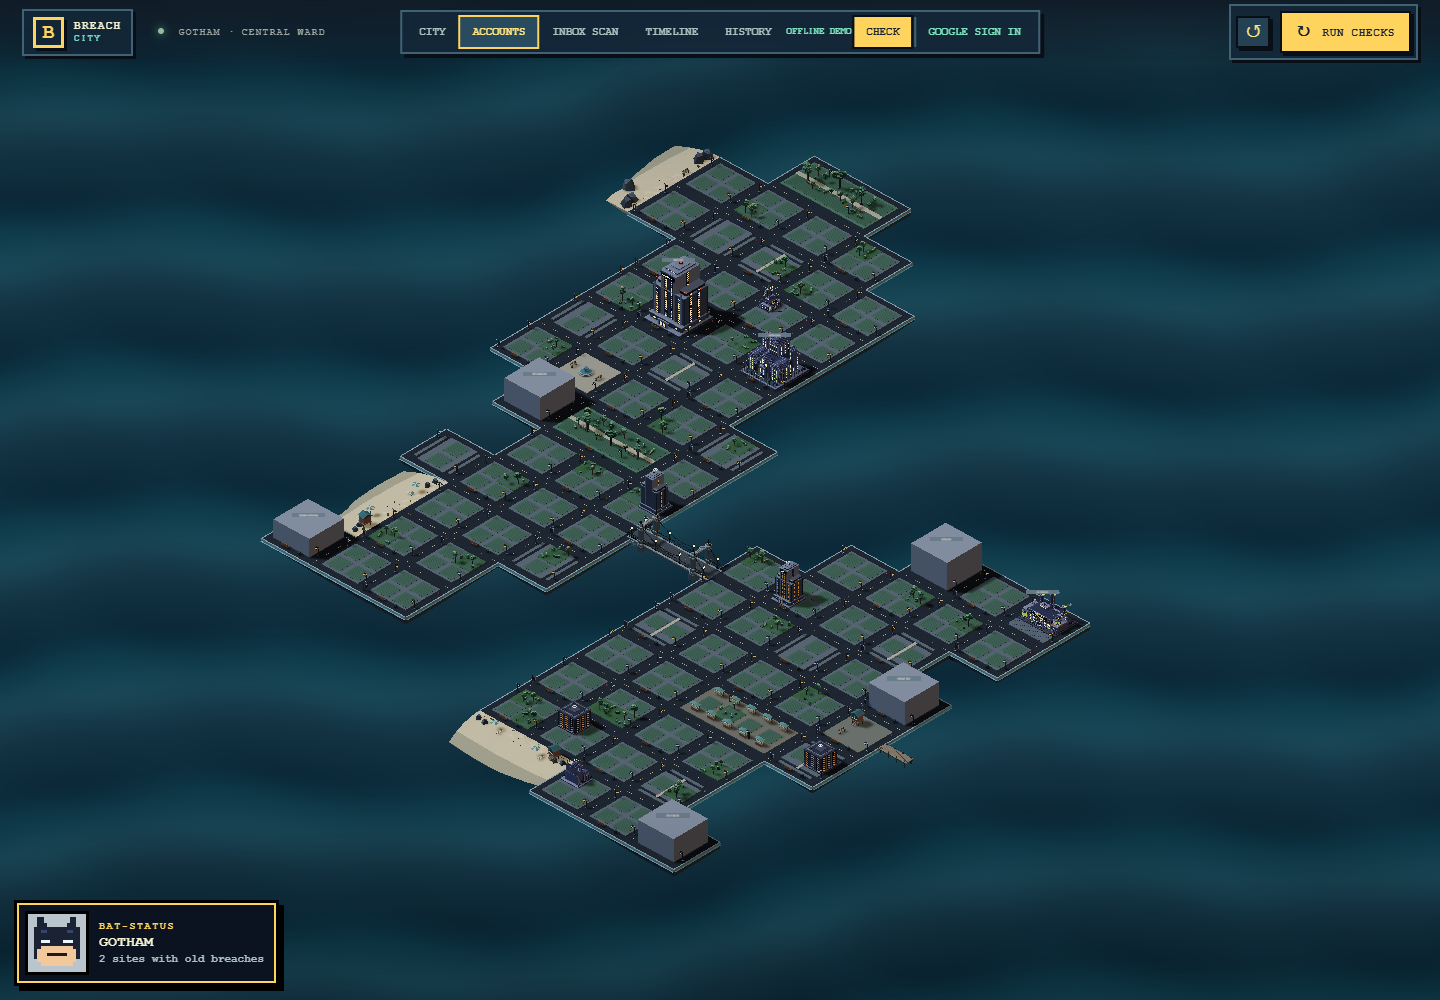 B
BREACH
CITY
GOTHAM · CENTRAL WARD
CITY
ACCOUNTS
INBOX SCAN
TIMELINE
HISTORY
OFFLINE DEMO
CHECK
GOOGLE SIGN IN
↺
↻ RUN CHECKS
BAT-STATUS
GOTHAM
2 sites with old breaches